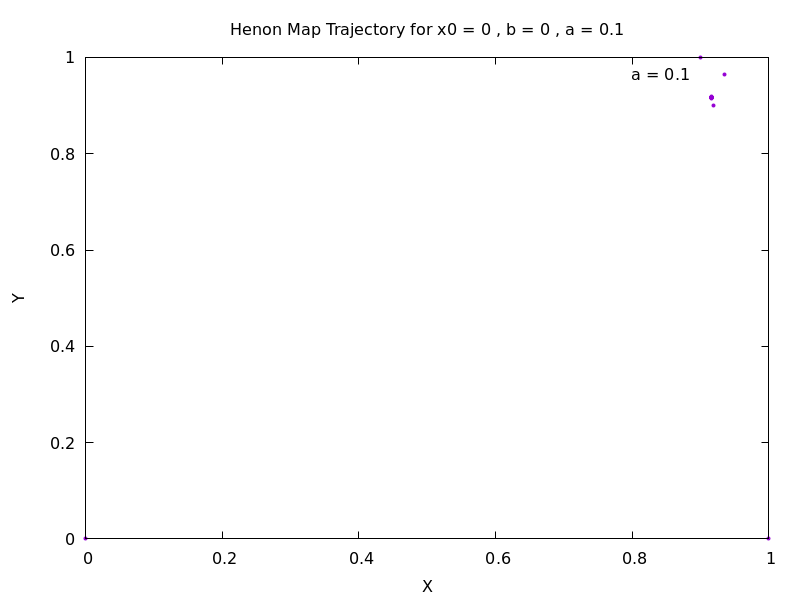 Henon Map Trajectory for x0 = 0 , b = 0 , a = 0.1
1
a = 0.1
0.8
0.6
Y
0.4
0.2
0
0 0.2 0.4 0.6 0.8 1
X